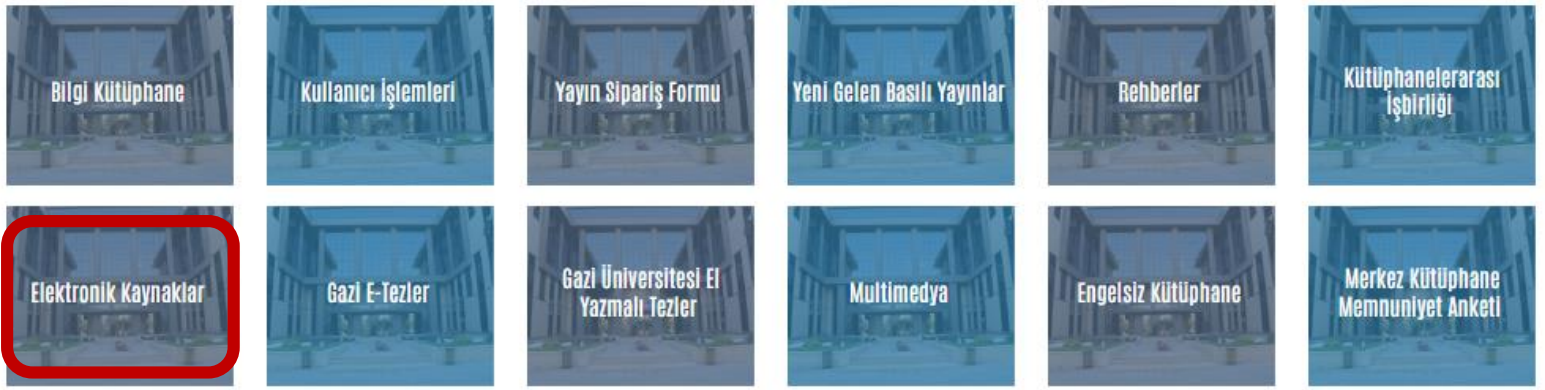 Bilgi Kütüphane
Kullanıcı İşlemleri
Yayın Sipariş Formu
Yeni Gelen Basılı Yayınlar
Rehberler
Kütüphanelerarası
İşbirliği
Elektronik Kaynaklar
Gazi E-Tezler
Gazi Üniversitesi El
Yazmalı Tezler
Multimedya
Engelsiz Kütüphane
Merkez Kütüphane
Memnuniyet Anketi